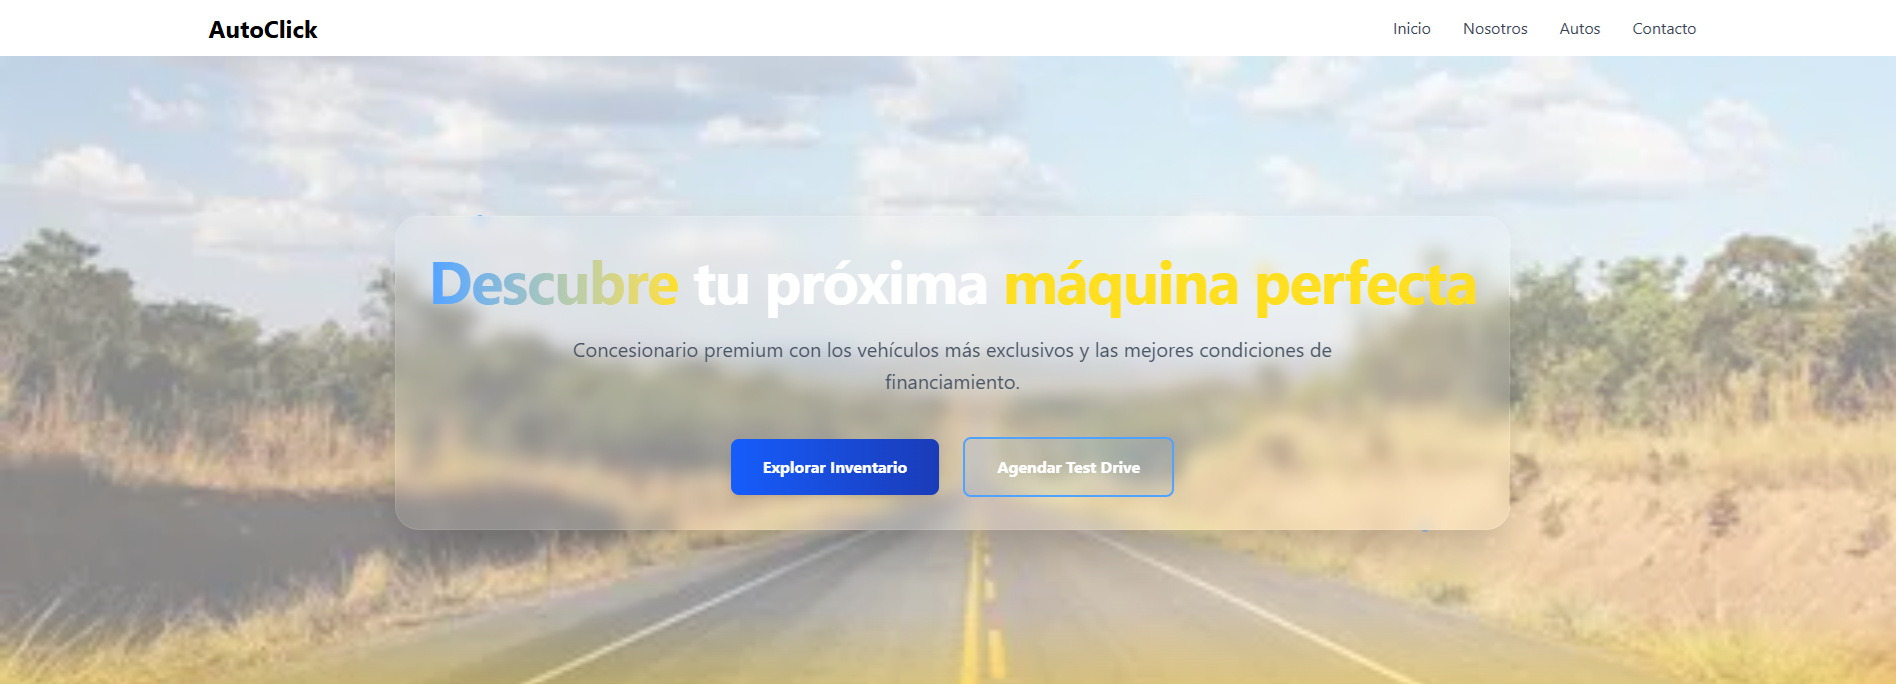 AutoClick
Inicio
Nosotros
Autos
Contacto
Descubre tu próxima máquina perfecta
Concesionario premium con los vehículos más exclusivos y las mejores condiciones de
financiamiento.
Explorar Inventario
Agendar Test Drive